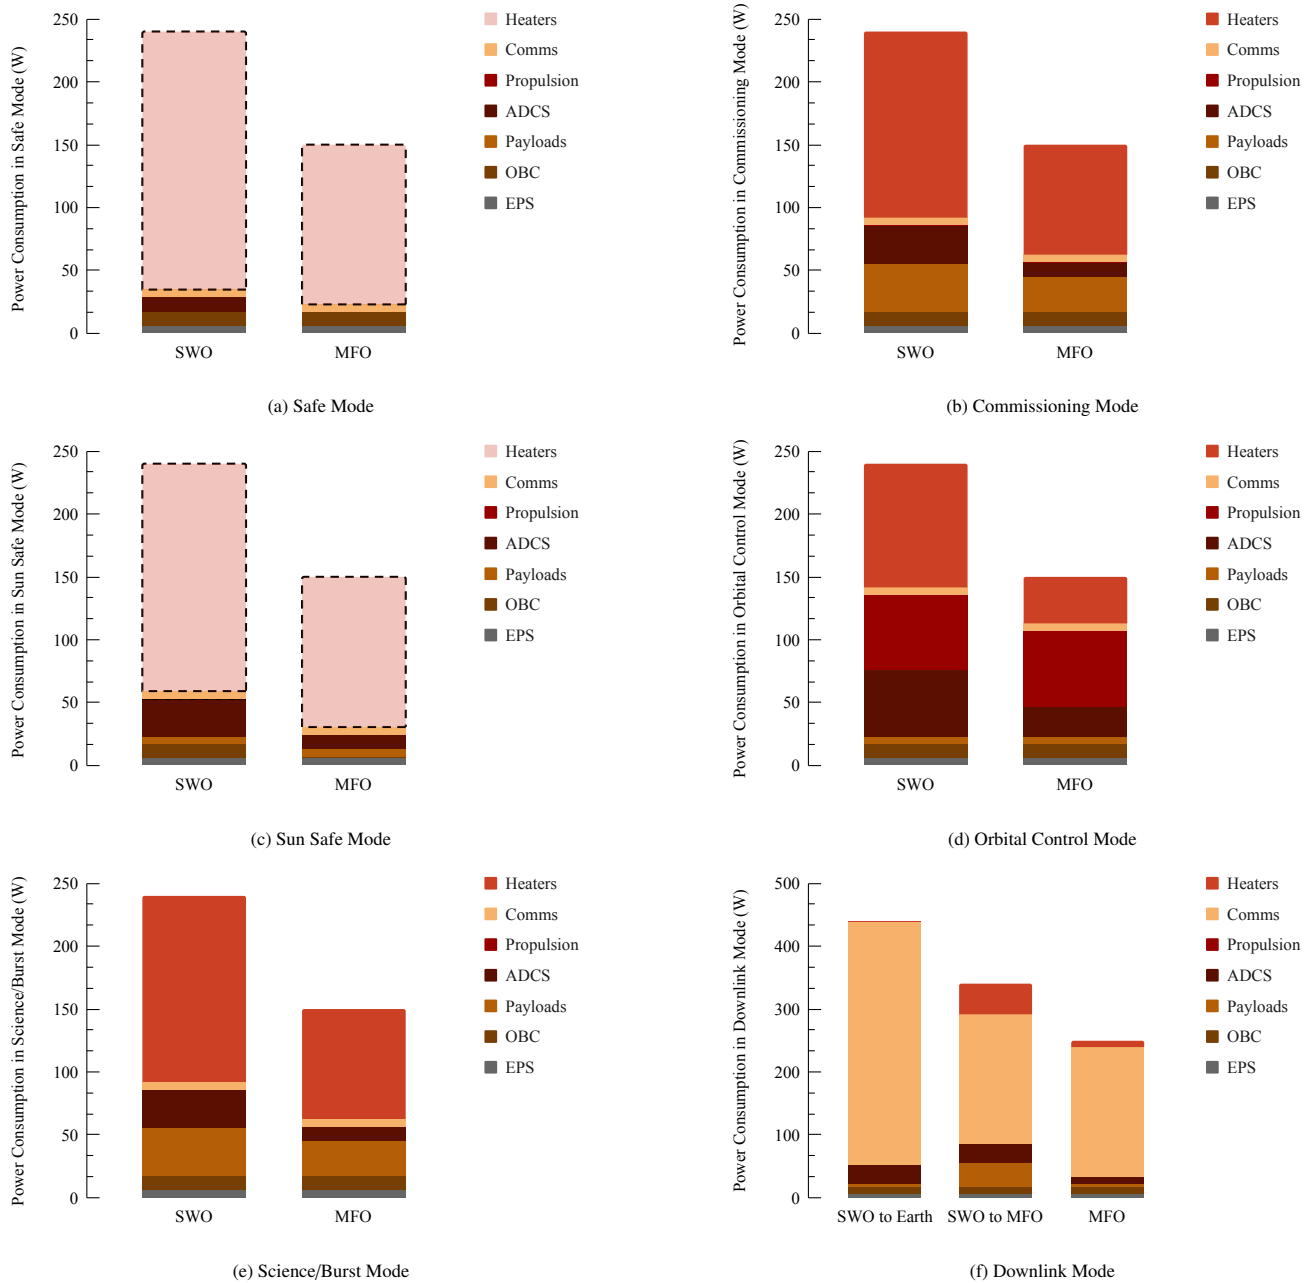 Power Consumption in Safe Mode (W)
250
200
150
100
50
0
SWO
MFO
Heaters
Comms
Propulsion
ADCS
Payloads
OBC
EPS
(a) Safe Mode
Power Consumption in Commissioning Mode (W)
250
200
150
100
50
0
SWO
MFO
Heaters
Comms
Propulsion
ADCS
Payloads
OBC
EPS
(b) Commissioning Mode
Power Consumption in Sun Safe Mode (W)
250
200
150
100
50
0
SWO
MFO
Heaters
Comms
Propulsion
ADCS
Payloads
OBC
EPS
(c) Sun Safe Mode
Power Consumption in Orbital Control Mode (W)
250
200
150
100
50
0
SWO
MFO
Heaters
Comms
Propulsion
ADCS
Payloads
OBC
EPS
(d) Orbital Control Mode
Power Consumption in Science/Burst Mode (W)
250
200
150
100
50
0
SWO
MFO
Heaters
Comms
Propulsion
ADCS
Payloads
OBC
EPS
(e) Science/Burst Mode
Power Consumption in Downlink Mode (W)
500
400
300
200
100
0
SWO to Earth
SWO to MFO
MFO
Heaters
Comms
Propulsion
ADCS
Payloads
OBC
EPS
(f) Downlink Mode